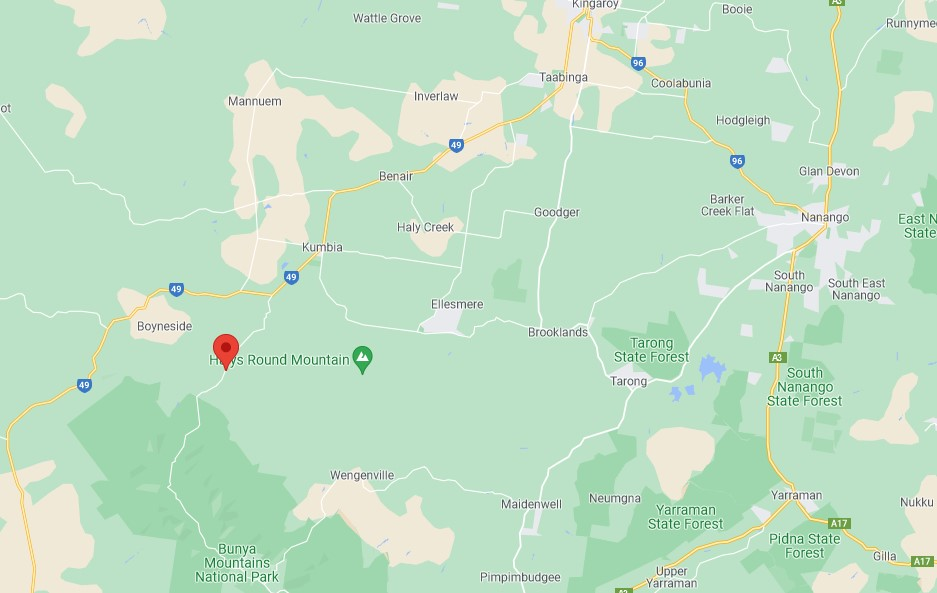 Kingaroy
Booie
A3
Wattle Grove
Runnyme
96
Taabinga
Coolabunia
Mannuem
Inverlaw
ot
Hodgleigh
49
96
Glan Devon
Benair
Barker
Creek Flat
Goodger
Nanango
Haly Creek
East N
State
Kumbia
49
South
Nanango
49
South East
Nanango
Ellesmere
Boyneside
Brooklands
Tarong
State Forest
A3
Round Mountain
Tarong
49
South
Nanango
State Forest
Wengenville
Maidenwell
Neumgna
Yarraman
Nukku
Yarraman
State Forest
A17
Pidna State
Forest
Bunya
Mountains
National Park
Gilla
A17
Pimpimbudgee
Upper
Yarraman